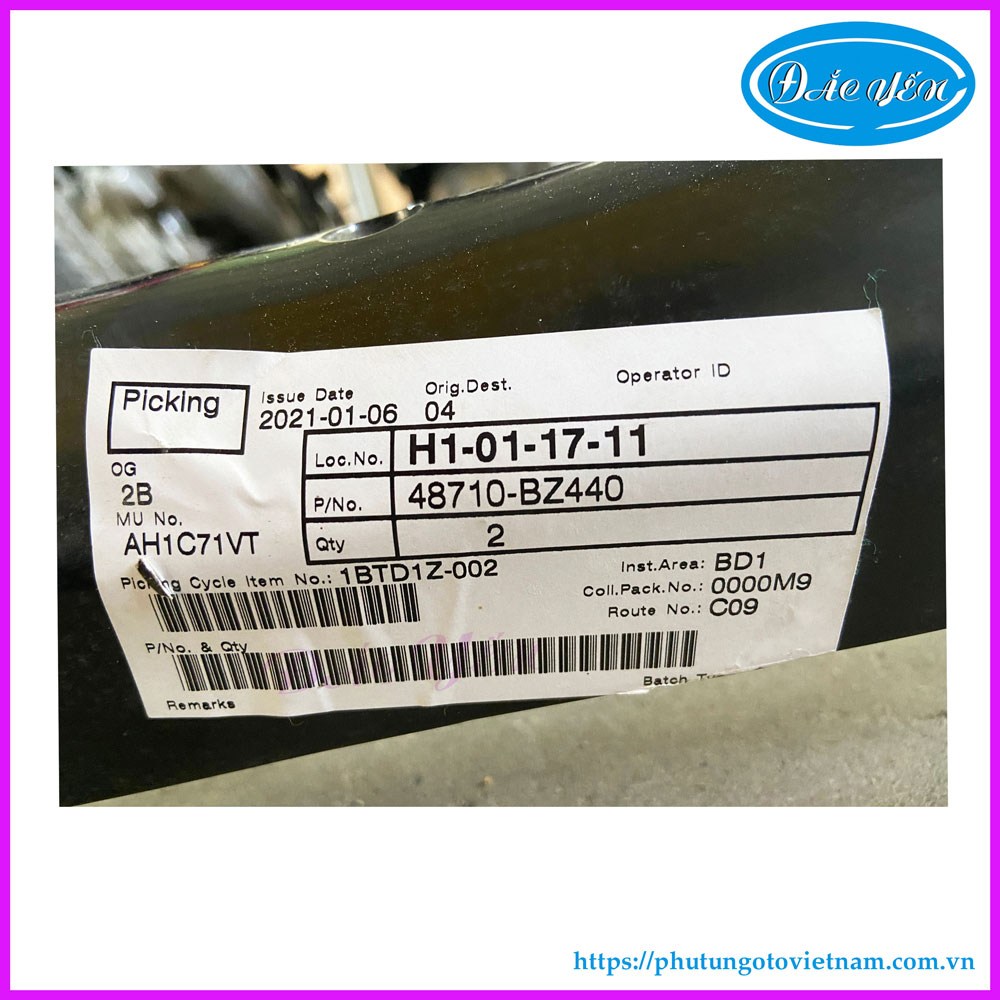 ĐẮC YẾN
Picking
Issue Date
2021-01-06
Orig.Dest.
04
Operator ID
OG
2B
MU No.
AH1C71VT
Loc.No. H1-01-17-11
P/No. 48710-BZ440
Qty 2
Picking Cycle Item No.: 1BTD1Z-002
Inst.Area: BD1
Coll.Pack.No.: 0000M9
Route No.: C09
P/No. & Qty
Batch
Remarks
https://phutungotovietnam.com.vn